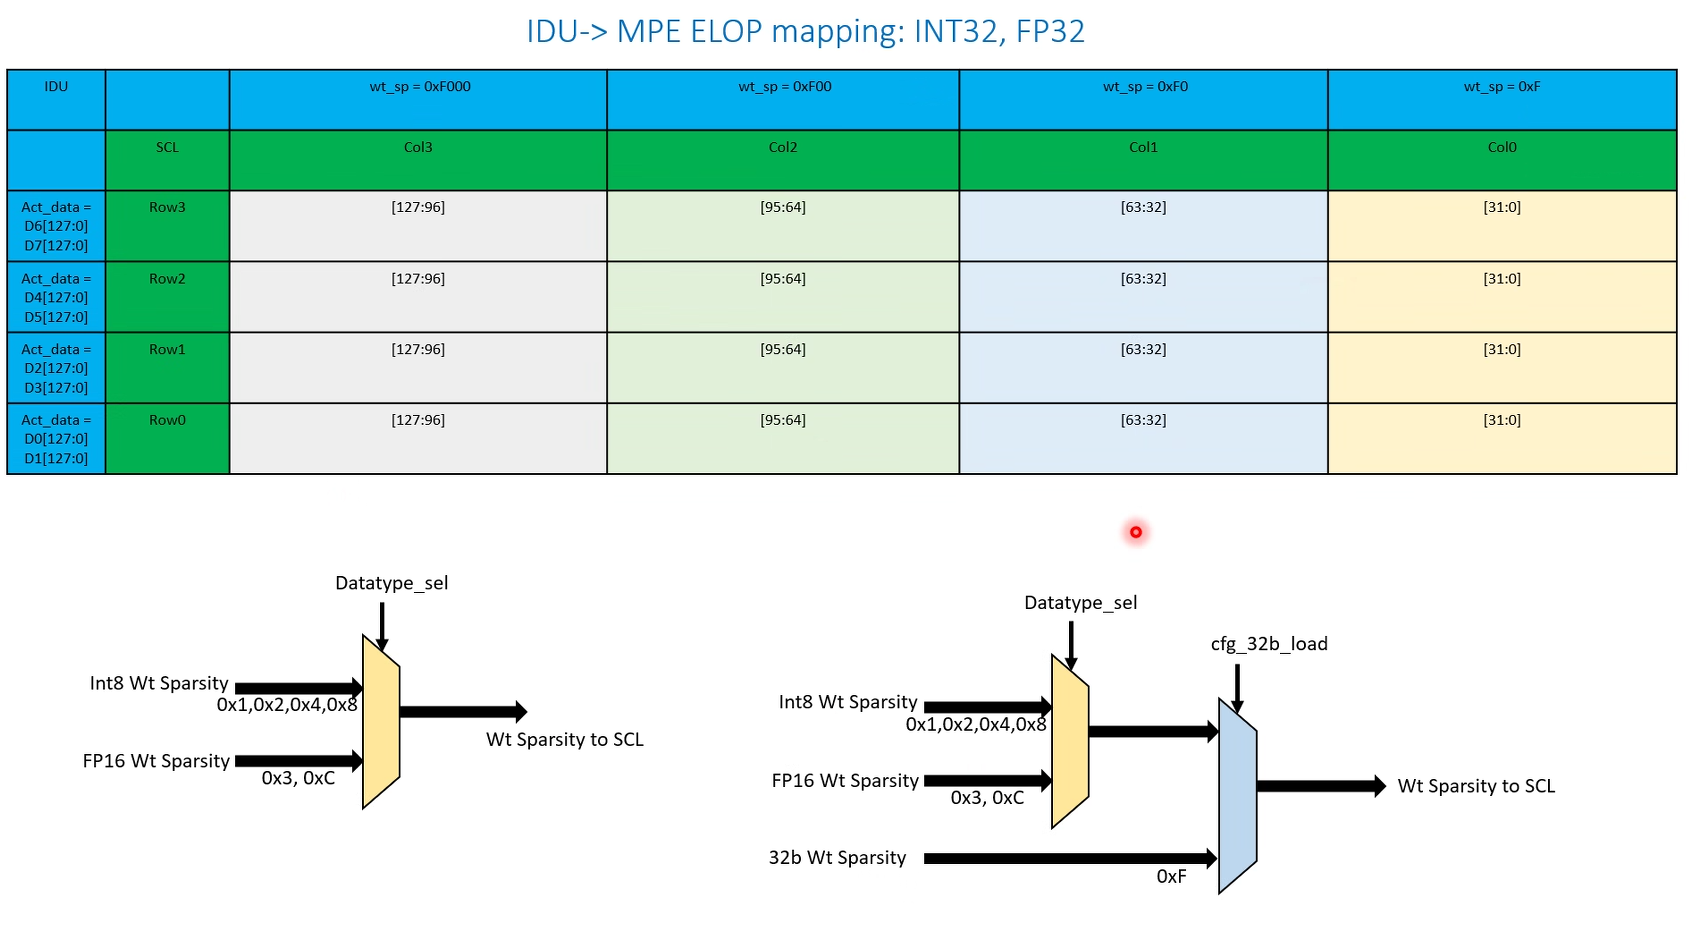 IDU-> MPE ELOP mapping: INT32, FP32
IDU
wt_sp = 0xF000
wt_sp = 0xF00
wt_sp = 0xF0
wt_sp = 0xF
SCL
Col3
Col2
Col1
Col0
Act_data =
D6[127:0]
D7[127:0]
Row3
[127:96]
[95:64]
[63:32]
[31:0]
Act_data =
D4[127:0]
D5[127:0]
Row2
[127:96]
[95:64]
[63:32]
[31:0]
Act_data =
D2[127:0]
D3[127:0]
Row1
[127:96]
[95:64]
[63:32]
[31:0]
Act_data =
D0[127:0]
D1[127:0]
Row0
[127:96]
[95:64]
[63:32]
[31:0]
Datatype_sel
Int8 Wt Sparsity
0x1,0x2,0x4,0x8
FP16 Wt Sparsity
0x3, 0xC
Wt Sparsity to SCL
Datatype_sel
cfg_32b_load
Int8 Wt Sparsity
0x1,0x2,0x4,0x8
FP16 Wt Sparsity
0x3, 0xC
Wt Sparsity to SCL
32b Wt Sparsity
0xF